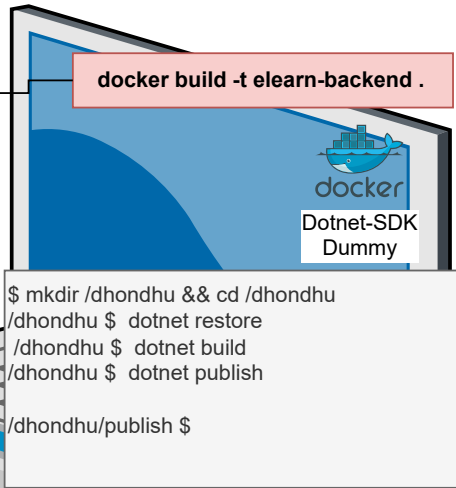 docker build -t elearn-backend .
docker
Dotnet-SDK
Dummy
$ mkdir /dhondhu && cd /dhondhu
/dhondhu $  dotnet restore
/dhondhu $  dotnet build
/dhondhu $  dotnet publish
/dhondhu/publish $